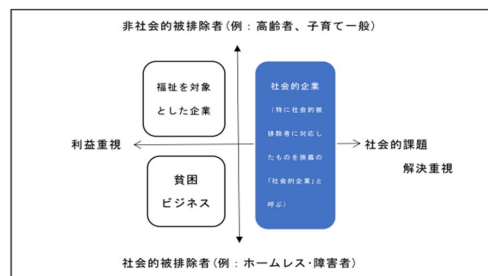 非社会的被排除者(例：高齢者、子育て一般)
福祉を対象
とした企業
社会的企業
(特に社会的被
排除者に対応し
たものを狭義の
「社会的企業」と
呼ぶ)
利益重視
社会的課題
解決重視
貧困
ビジネス
社会的被排除者(例：ホームレス・障害者)